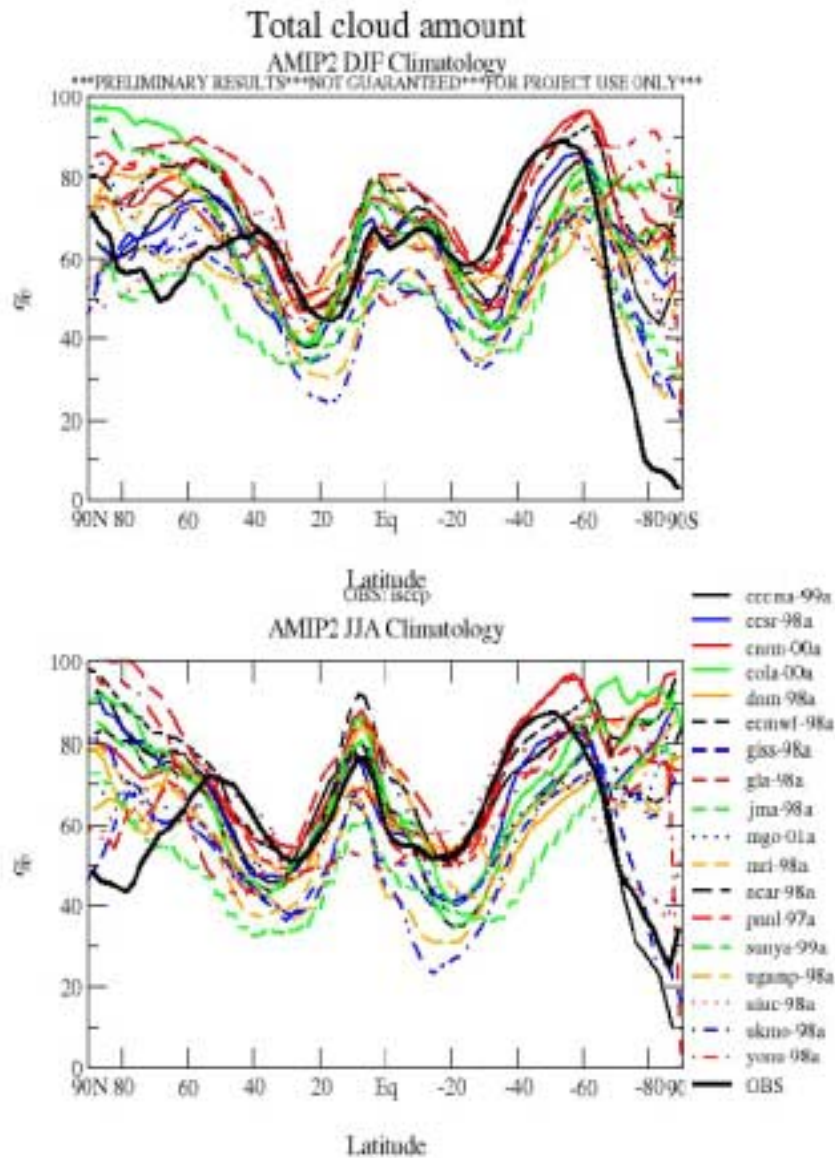 Total cloud amount
AMIP2 DJF Climatology
***PRELIMINARY RESULTS***NOT GUARANTEED***FOR PROJECT USE ONLY***
100
80
60
%
40
20
0
90N 80 60 40 20 Eq -20 -40 -60 -80 90S
Latitude
OBS: isccp
AMIP2 JJA Climatology
100
80
60
%
40
20
0
90N 80 60 40 20 Eq -20 -40 -60 -80 90
Latitude
cccma-99a
ccsr-98a
cnrm-00a
cola-00a
dnm-98a
ecmwf-98a
giss-98a
gla-98a
jma-98a
mgo-01a
mri-98a
ncar-98a
pnnl-97a
sunya-99a
ugamp-98a
uiuc-98a
ukmo-98a
yonu-98a
OBS